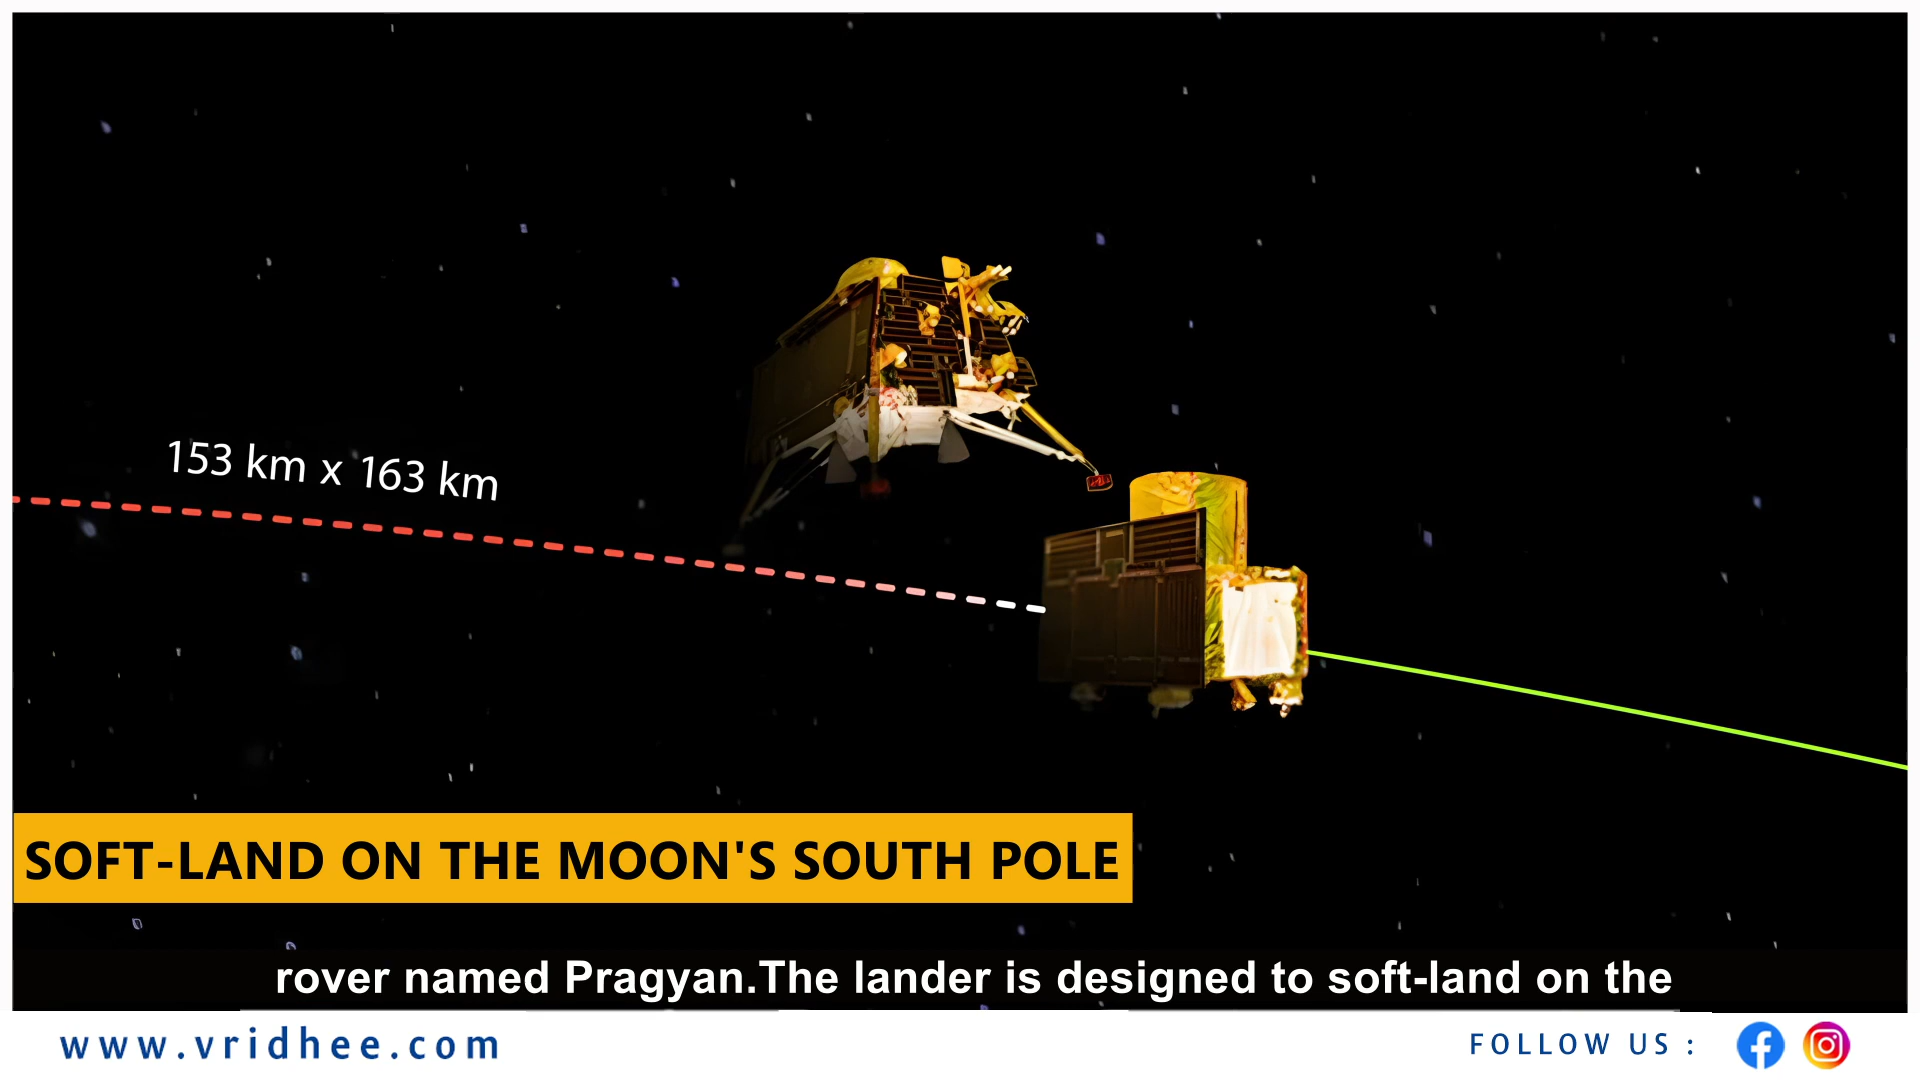 153 km x 163 km
SOFT-LAND ON THE MOON'S SOUTH POLE
rover named Pragyan.The lander is designed to soft-land on the
www.vridhee.com
FOLLOW US :